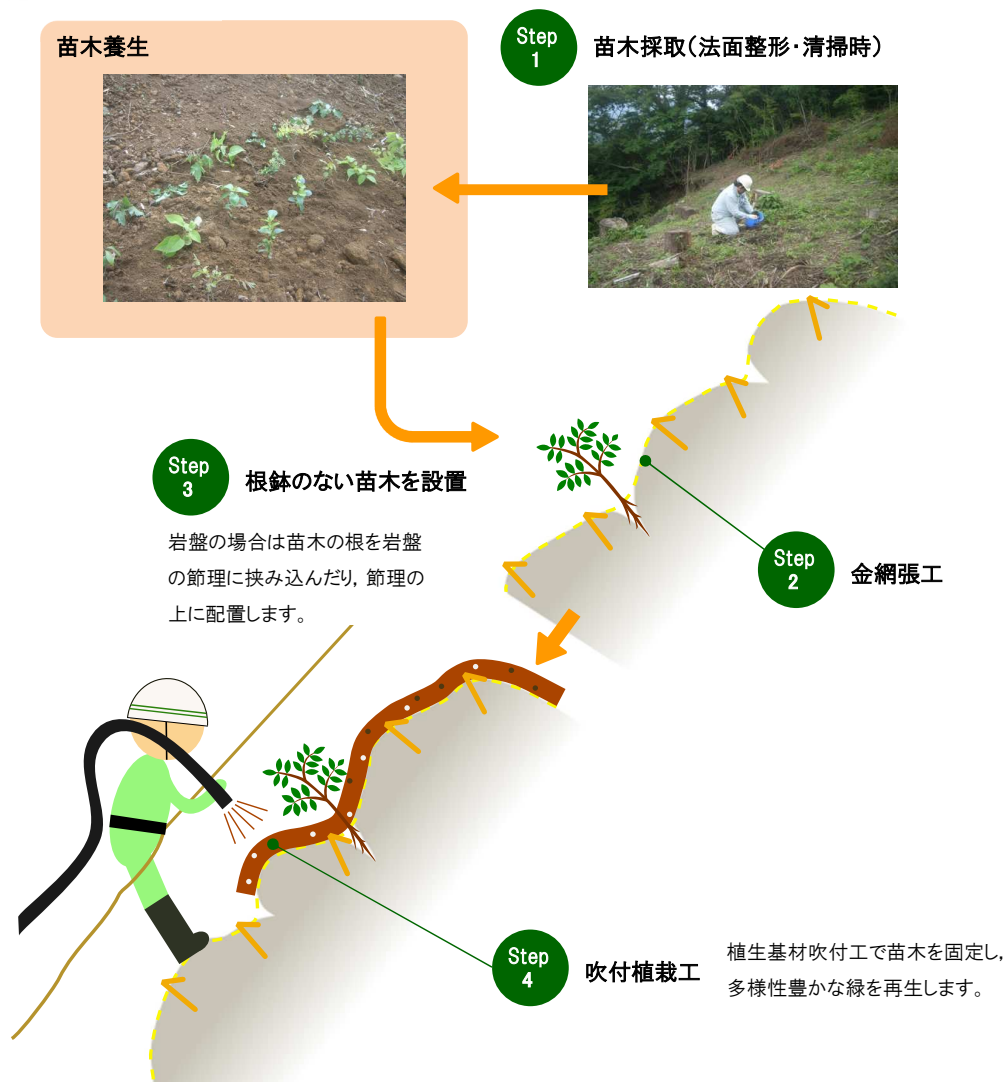 苗木養生
Step
1
苗木採取(法面整形・清掃時)
Step
3
根鉢のない苗木を設置
岩盤の場合は苗木の根を岩盤
の節理に挟み込んだり, 節理の
上に配置します。
Step
2
金網張工
Step
4
吹付植栽工
植生基材吹付工で苗木を固定し,
多様性豊かな緑を再生します。